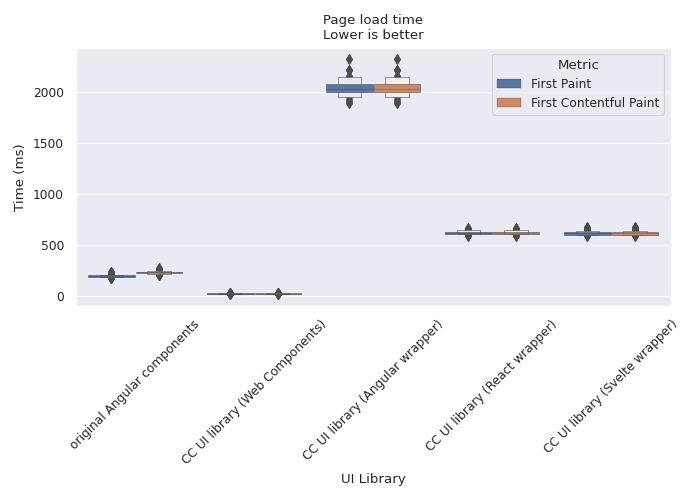 Page load time
Lower is better
Metric
First Paint
First Contentful Paint
Time (ms)
2000
1500
1000
500
0
original Angular components
CC UI library (Web Components)
CC UI library (Angular wrapper)
CC UI library (React wrapper)
CC UI library (Svelte wrapper)
UI Library